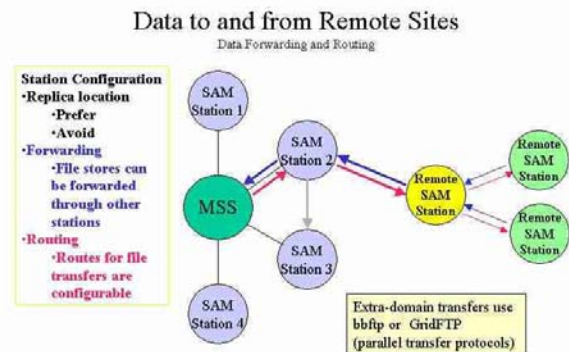 Data to and from Remote Sites
Data Forwarding and Routing
Station Configuration
•Replica location
•Prefer
•Avoid
•Forwarding
•File stores can
be forwarded
through other
stations
•Routing
•Routes for file
transfers are
configurable
SAM
Station 1
SAM
Station 2
MSS
SAM
Station 3
SAM
Station 4
Remote
SAM
Station
Remote
SAM
Station
Remote
SAM
Station
Extra-domain transfers use
bbftp or GridFTP
(parallel transfer protocols)